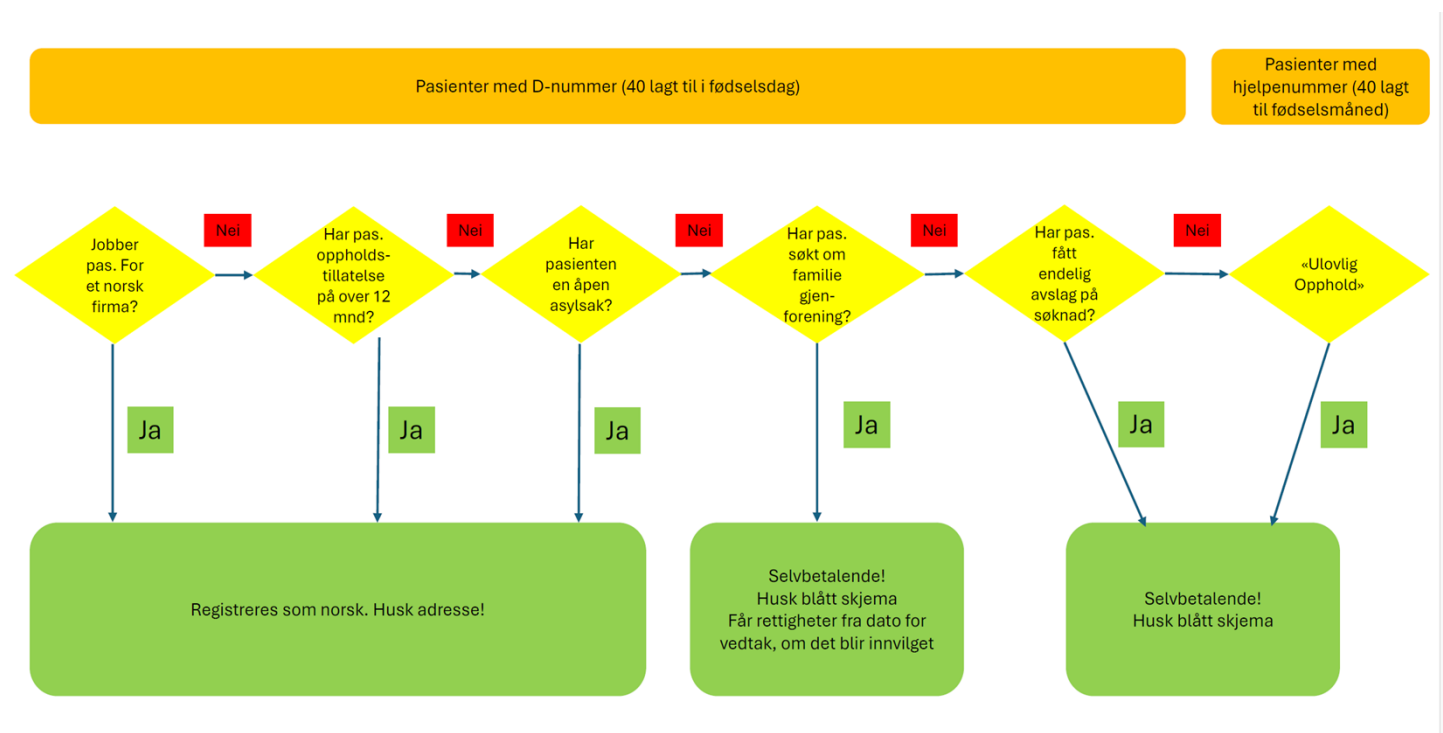 Pasienter med D-nummer (40 lagt til i fødselsdag)
Pasienter med
hjelpenummer (40 lagt
til fødselsmåned)
Jobber
pas. For
et norsk
firma?
Nei
Har pas.
oppholds-
tillatelse
på over 12
mnd?
Nei
Har
pasienten
en åpen
asylsak?
Nei
Har pas.
søkt om
familie
gjen-
forening?
Nei
Har pas.
fått
endelig
avslag på
søknad?
Nei
«Ulovlig
Opphold»
Ja
Ja
Ja
Ja
Ja
Ja
Registreres som norsk. Husk adresse!
Selvbetalende!
Husk blått skjema
Får rettigheter fra dato for
vedtak, om det blir innvilget
Selvbetalende!
Husk blått skjema